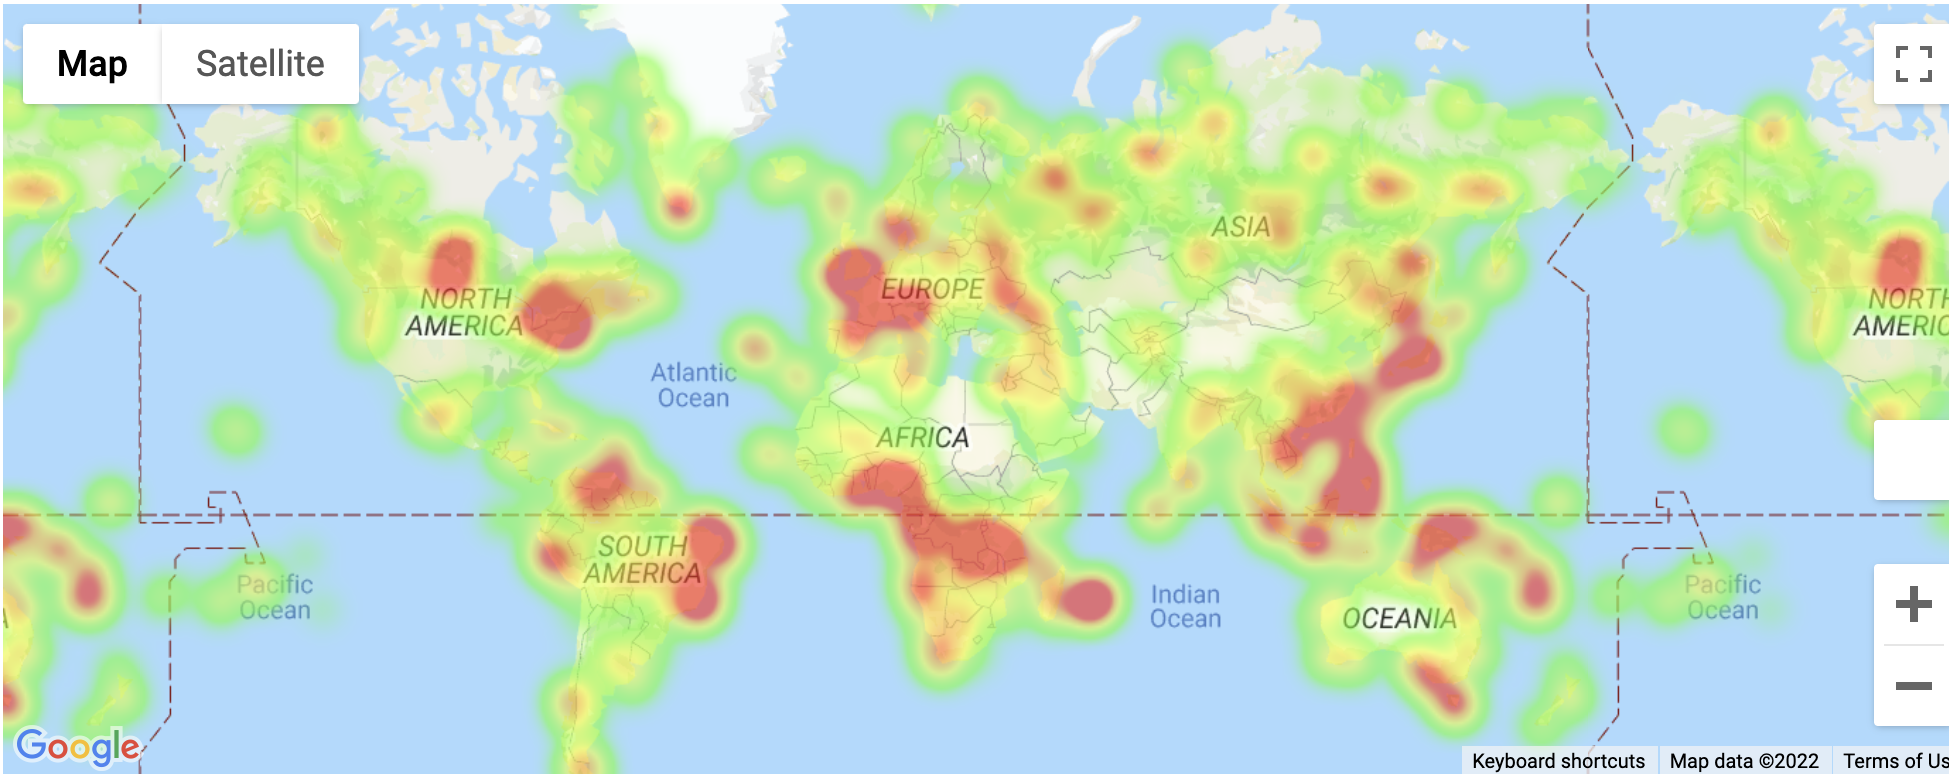 Map
Satellite
ASIA
EUROPE
NORTH
AMERICA
NORTH
AMERIC
Atlantic
Ocean
AFRICA
SOUTH
AMERICA
Pacific
Ocean
Indian
Ocean
OCEANIA
Pacific
Ocean
A
Google
Keyboard shortcuts
Map data ©2022
Terms of Us